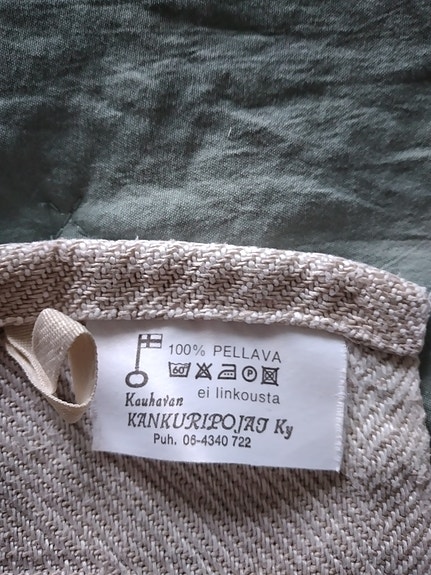 100% PELLAVA
60 P
ei linkousta
Kauhavan
KANKURIPOJAT Ky
Puh. 06-4340 722